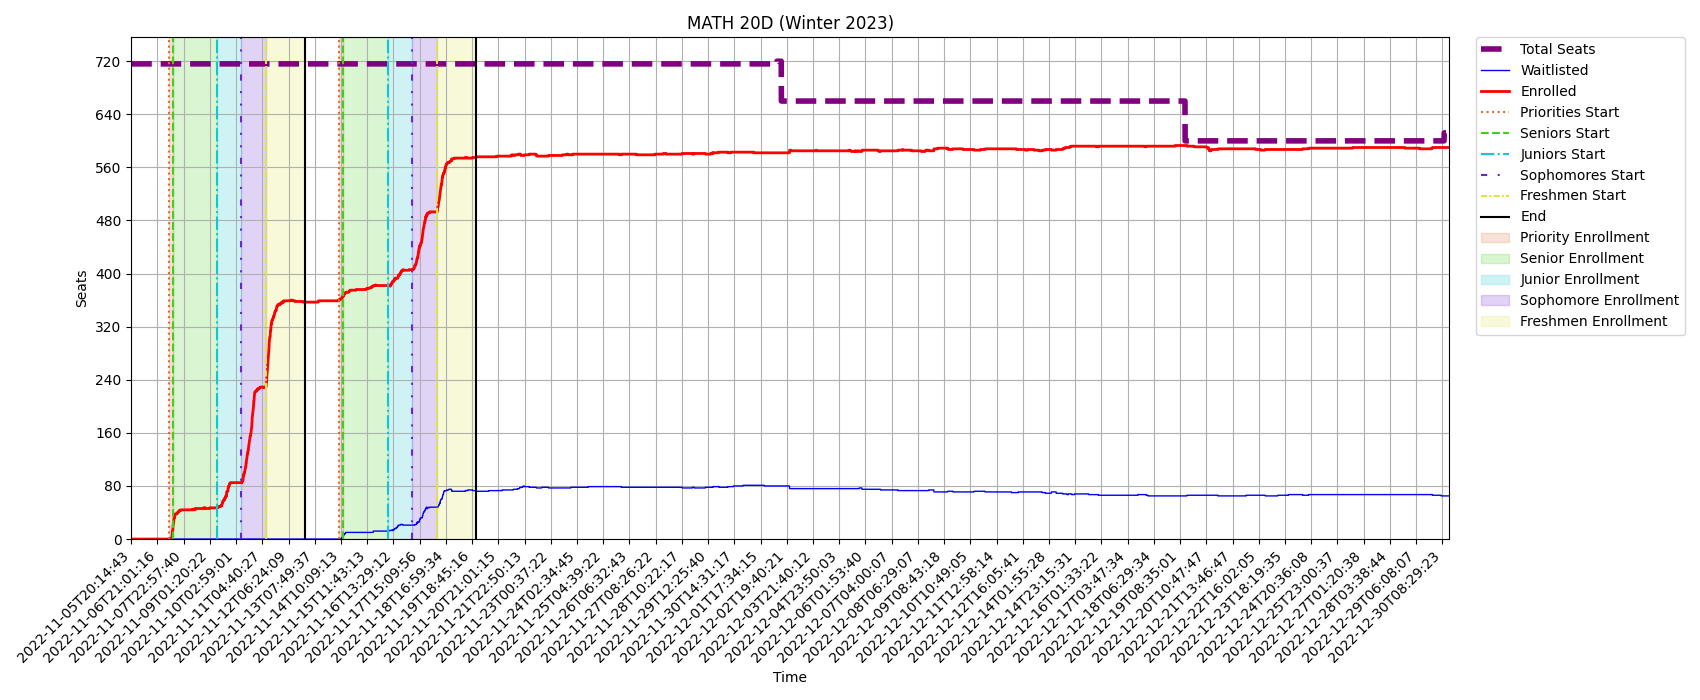 MATH 20D (Winter 2023)
Seats
720
640
560
480
400
320
240
160
80
0
2022-11-05T20:14:43
2022-11-06T21:01:16
2022-11-07T22:57:40
2022-11-09T01:20:22
2022-11-10T02:59:01
2022-11-11T04:40:27
2022-11-12T06:24:09
2022-11-13T07:49:37
2022-11-14T10:09:13
2022-11-15T11:43:13
2022-11-16T13:29:12
2022-11-17T15:09:56
2022-11-18T16:59:34
2022-11-19T18:45:16
2022-11-20T21:01:15
2022-11-21T22:50:13
2022-11-23T00:37:22
2022-11-24T02:34:45
2022-11-25T04:39:22
2022-11-26T06:32:43
2022-11-27T08:26:22
2022-11-28T10:22:17
2022-11-29T12:25:40
2022-11-30T14:31:17
2022-12-01T17:34:15
2022-12-02T19:40:21
2022-12-03T21:40:12
2022-12-04T23:50:03
2022-12-06T01:53:40
2022-12-07T04:00:07
2022-12-08T06:29:07
2022-12-09T08:43:18
2022-12-10T10:49:05
2022-12-11T12:58:14
2022-12-12T16:05:41
2022-12-14T01:55:28
2022-12-14T23:15:31
2022-12-16T01:33:22
2022-12-17T03:47:34
2022-12-18T06:29:34
2022-12-19T08:35:01
2022-12-20T10:47:47
2022-12-21T13:46:47
2022-12-22T16:02:05
2022-12-23T18:19:35
2022-12-24T20:36:08
2022-12-25T23:00:37
2022-12-27T01:20:38
2022-12-28T03:38:44
2022-12-29T06:08:07
2022-12-30T08:29:23
Time
Total Seats
Waitlisted
Enrolled
Priorities Start
Seniors Start
Juniors Start
Sophomores Start
Freshmen Start
End
Priority Enrollment
Senior Enrollment
Junior Enrollment
Sophomore Enrollment
Freshmen Enrollment